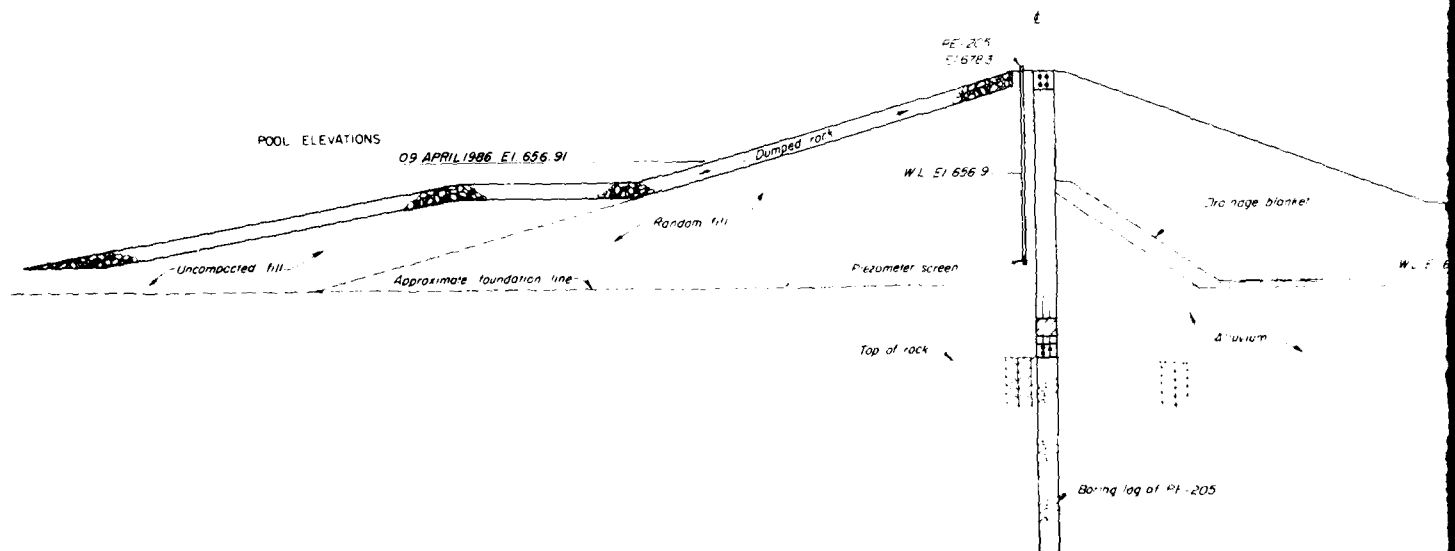 ℄
PE-205
El 678.3
POOL ELEVATIONS
09 APRIL 1986 El. 656.91
Dumped rock
W.L. El 656.9
Drainage blanket
Random fill
Uncompacted fill
Piezometer screen
Approximate foundation line
Top of rock
Alluvium
Boring log of PE-205